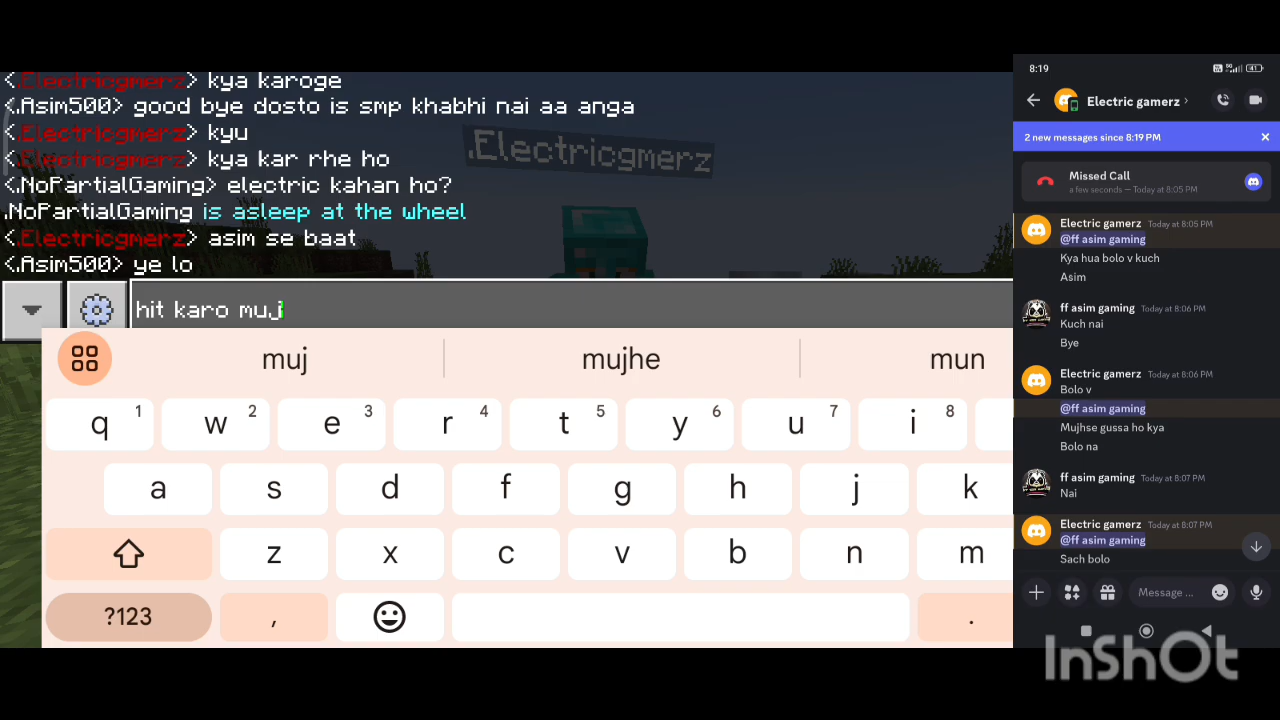 <.Electricgmerz> kya karoge
<.Asim500> good bye dosto is smp khabhi nai aa anga
<.Electricgmerz> kyu
<.Electricgmerz> kya kar rhe ho
<.NoPartialGaming> electric kahan ho?
.NoPartialGaming is asleep at the wheel
<.Electricgmerz> asim se baat
<.Asim500> ye lo
.Electricgmerz
hit karo muj
muj mujhe mun
q 1 w 2 e 3 r 4 t 5 y 6 u 7 i 8
a s d f g h j k
z x c v b n m
?123 , .
8:19 41
Electric gamerz
2 new messages since 8:19 PM
Missed Call
a few seconds — Today at 8:05 PM
Electric gamerz Today at 8:05 PM
@ff asim gaming
Kya hua bolo v kuch
Asim
ff asim gaming Today at 8:06 PM
Kuch nai
Bye
Electric gamerz Today at 8:06 PM
Bolo v
@ff asim gaming
Mujhse gussa ho kya
Bolo na
ff asim gaming Today at 8:07 PM
Nai
Electric gamerz Today at 8:07 PM
@ff asim gaming
Sach bolo
Message ...
InShOt